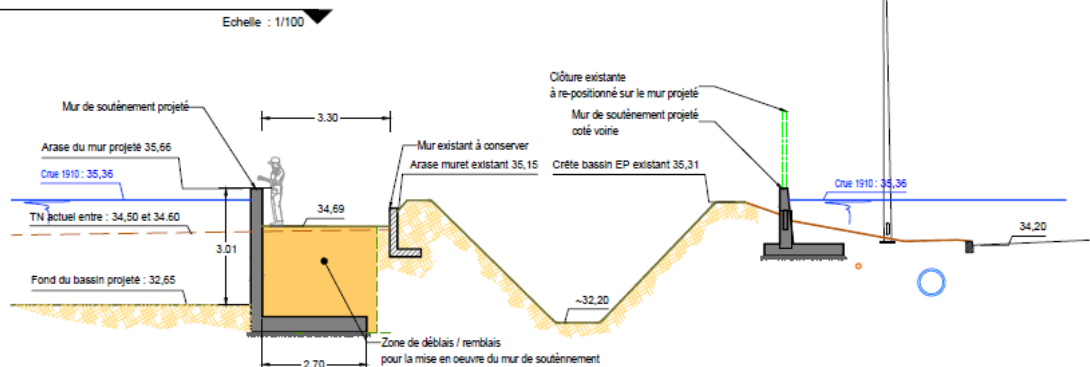 Echelle : 1/100
Clôture existante
à re-positionné sur le mur projeté
Mur de soutènement projeté
3.30
Mur de soutènement projeté
coté voirie
Mur existant à conserver
Arase du mur projeté 35,66
Arase muret existant 35,15
Crête bassin EP existant 35,31
Crue 1910 : 35,36
Crue 1910 : 35,36
TN actuel entre : 34,50 et 34.60
34,69
34,20
3.01
Fond du bassin projeté : 32,65
~32,20
Zone de déblais / remblais
pour la mise en oeuvre du mur de soutènnement
2.70